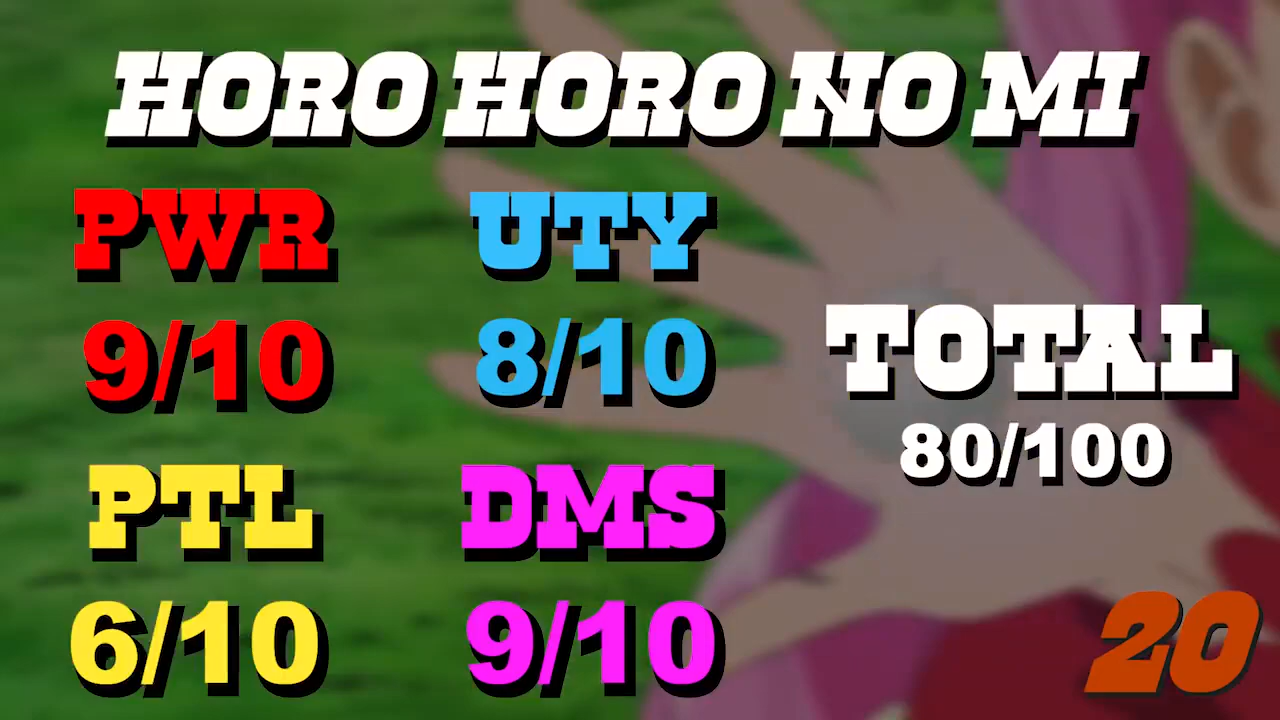 HORO HORO NO MI
PWR
UTY
9/10
8/10
TOTAL
80/100
PTL
DMS
6/10
9/10
20